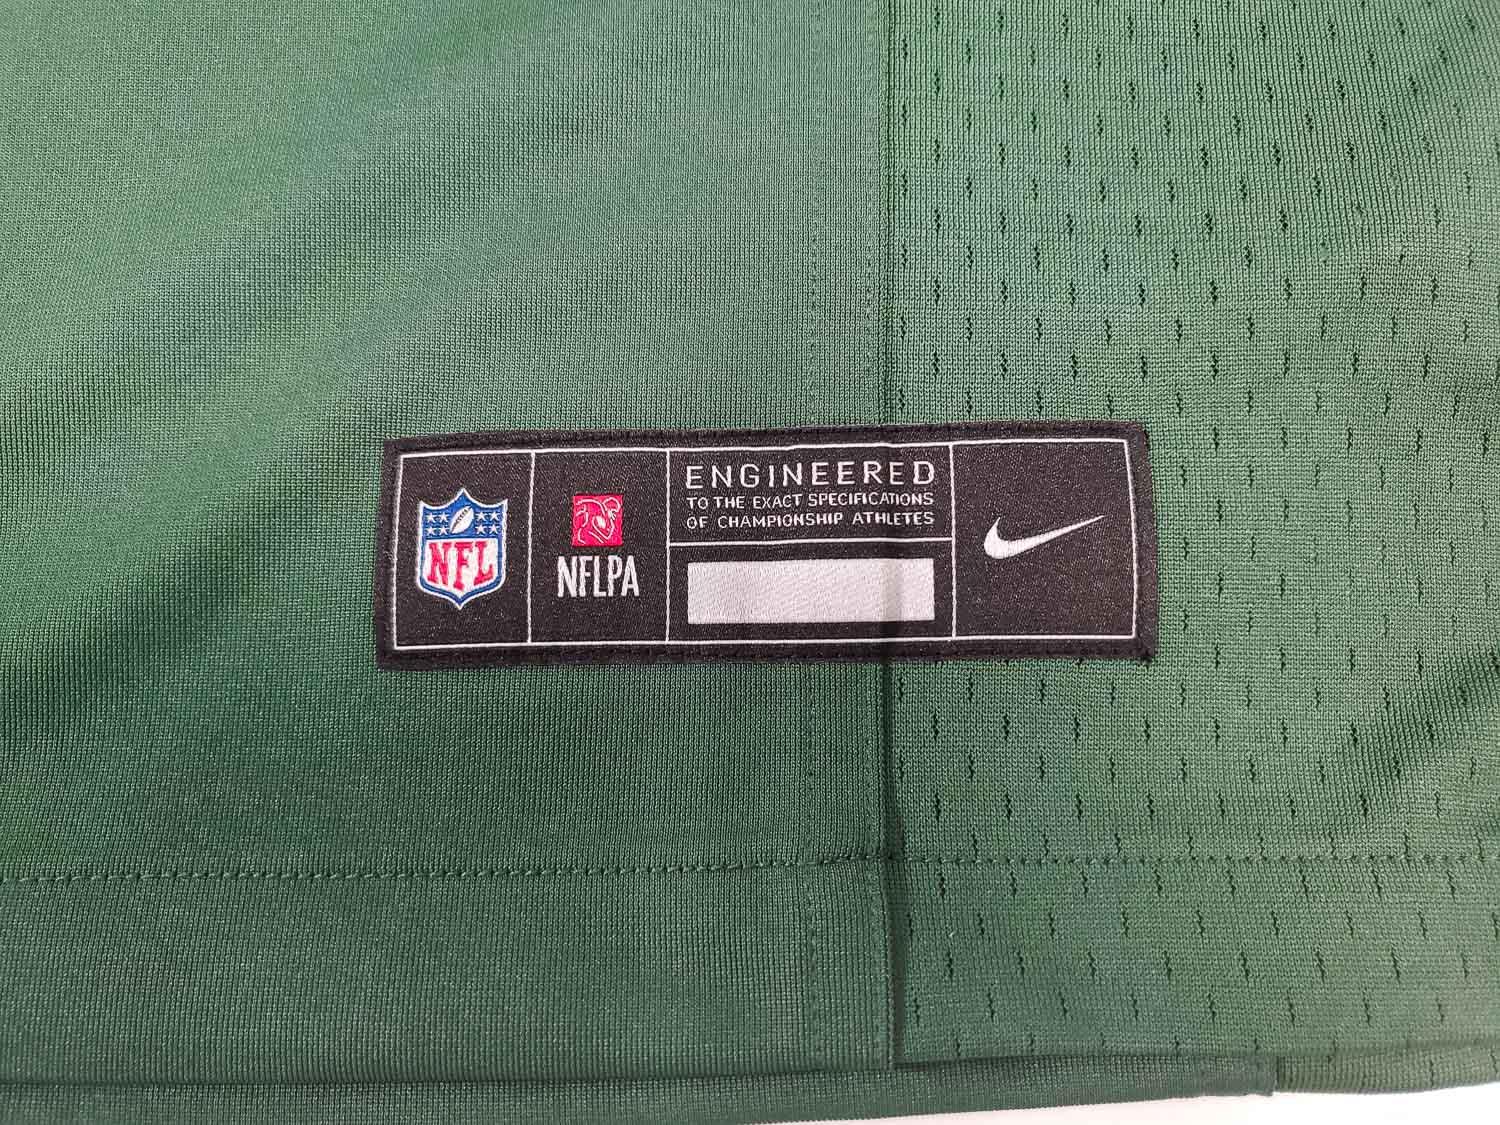 NFL
NFLPA
ENGINEERED
TO THE EXACT SPECIFICATIONS
OF CHAMPIONSHIP ATHLETES